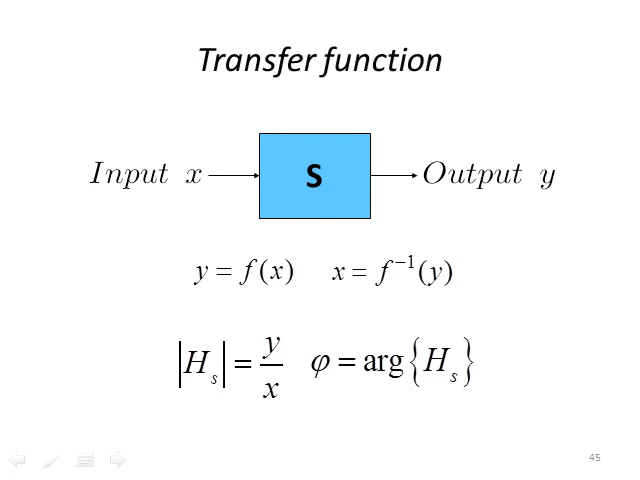 Transfer function
Input x S Output y
y = f(x) x = f⁻¹(y)
|Hₛ| = y/x φ = arg{Hₛ}
45